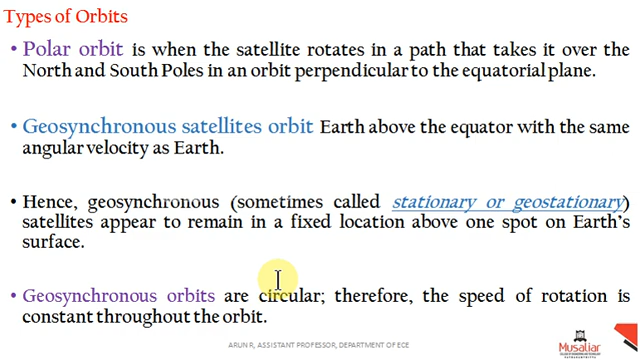 Types of Orbits
• Polar orbit is when the satellite rotates in a path that takes it over the
North and South Poles in an orbit perpendicular to the equatorial plane.
• Geosynchronous satellites orbit Earth above the equator with the same
angular velocity as Earth.
• Hence, geosynchronous (sometimes called stationary or geostationary)
satellites appear to remain in a fixed location above one spot on Earth's
surface.
• Geosynchronous orbits are circular; therefore, the speed of rotation is
constant throughout the orbit.
ARUN R, ASSISTANT PROFESSOR, DEPARTMENT OF ECE
Musaliar